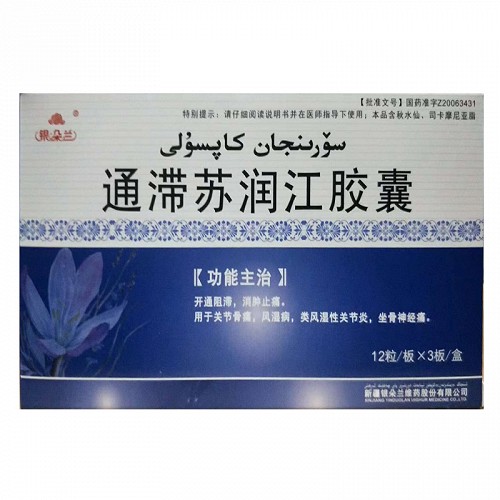 【批准文号】国药准字Z20063431
特别提示：请仔细阅读说明书并在医师指导下使用；本品含秋水仙、司卡摩尼亚脂
银朵兰
®
سۆرىنجان كاپسۇلى
通滞苏润江胶囊
【功能主治】
开通阻滞，消肿止痛。
用于关节骨痛，风湿病，类风湿性关节炎，坐骨神经痛。
12粒/板×3板/盒
新疆银朵兰维药股份有限公司